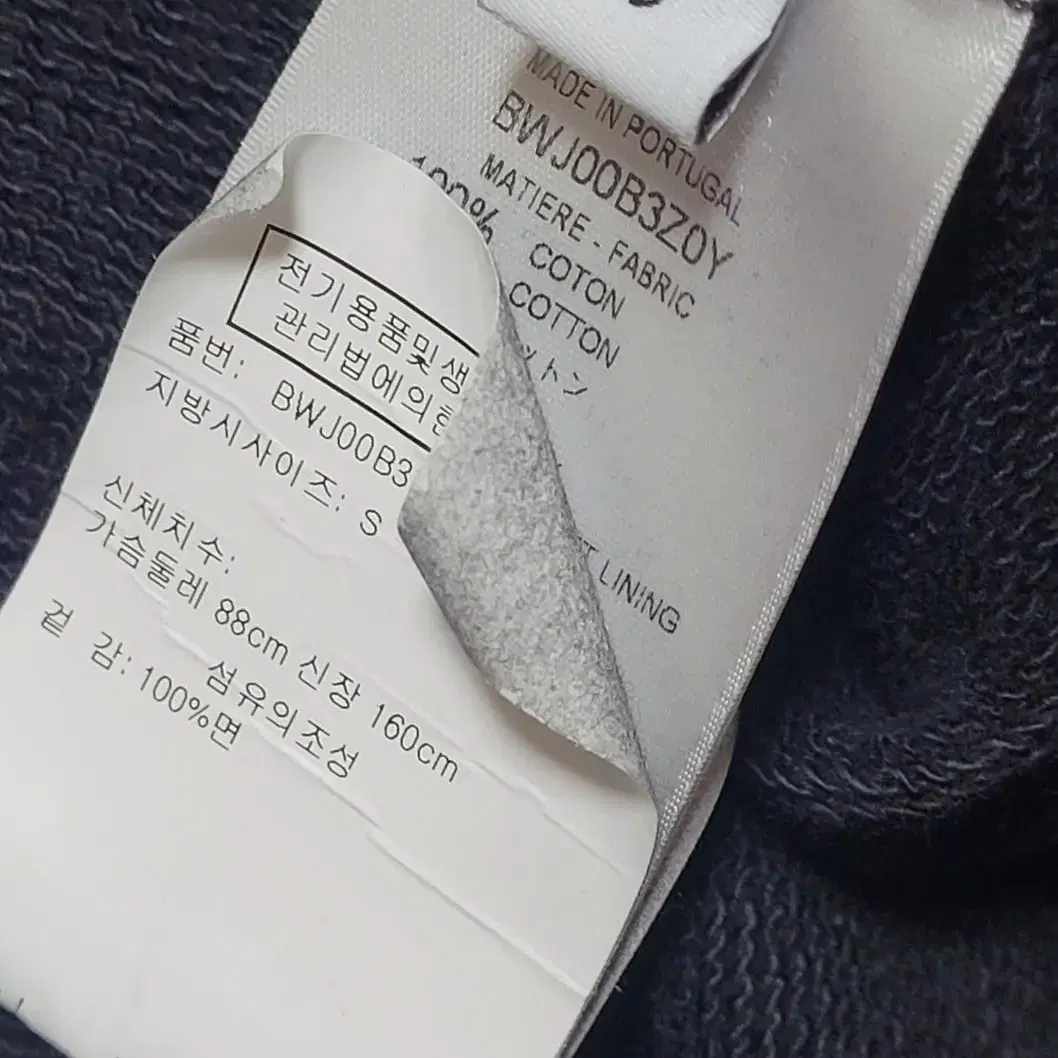 MADE IN PORTUGAL
BWJ00B3Z0Y
MATIERE - FABRIC
100%
COTON
COTTON
LINING
전기용품및생
관리법에의한
품번: BWJ00B3
지방시사이즈: S
신체치수:
가슴둘레 88cm 신장 160cm
섬유의조성
겉 감: 100%면